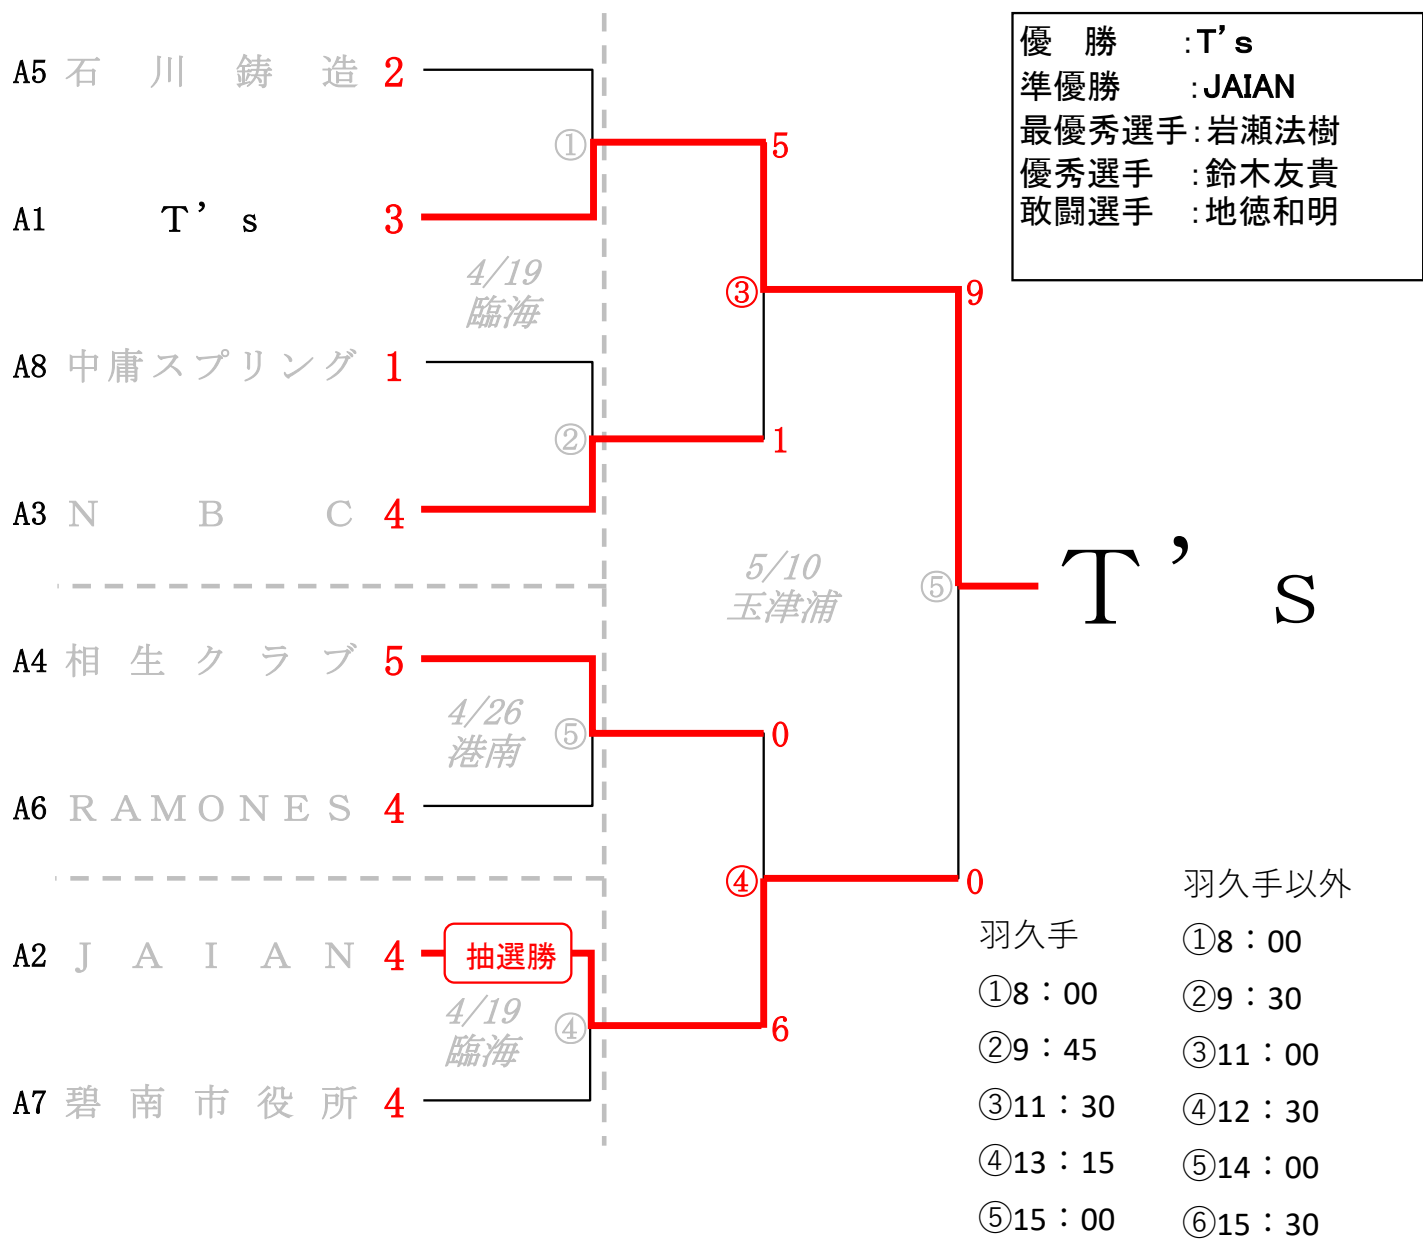 優　勝　　：T’s
準優勝　　：JAIAN
最優秀選手：岩瀬法樹
優秀選手　：鈴木友貴
敢闘選手　：地徳和明
A5 石川鋳造 2
①
5
A1 T’s 3
4/19
臨海
③
9
A8 中庸スプリング 1
②
1
A3 NBC 4
5/10
玉津浦
⑤
T’s
A4 相生クラブ 5
4/26
港南
⑤
0
A6 RAMONES 4
④
0
A2 JAIAN 4 抽選勝
4/19
臨海
④
6
A7 碧南市役所 4
羽久手
①8：00
②9：45
③11：30
④13：15
⑤15：00
羽久手以外
①8：00
②9：30
③11：00
④12：30
⑤14：00
⑥15：30